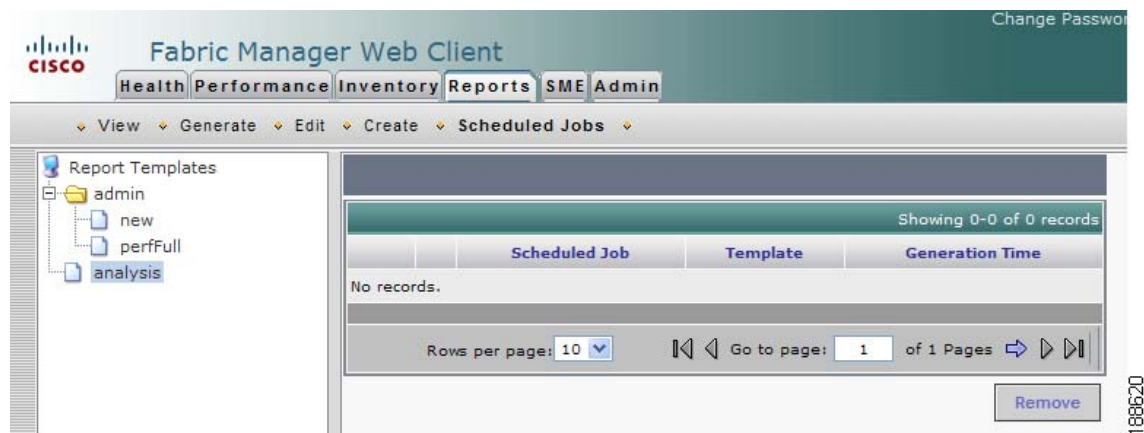 Change Passwor
CISCO
Fabric Manager Web Client
Health Performance Inventory Reports SME Admin
View Generate Edit Create Scheduled Jobs
Report Templates
admin
new
perfFull
analysis
Showing 0-0 of 0 records
Scheduled Job Template Generation Time
No records.
Rows per page: 10 Go to page: 1 of 1 Pages
Remove
188620